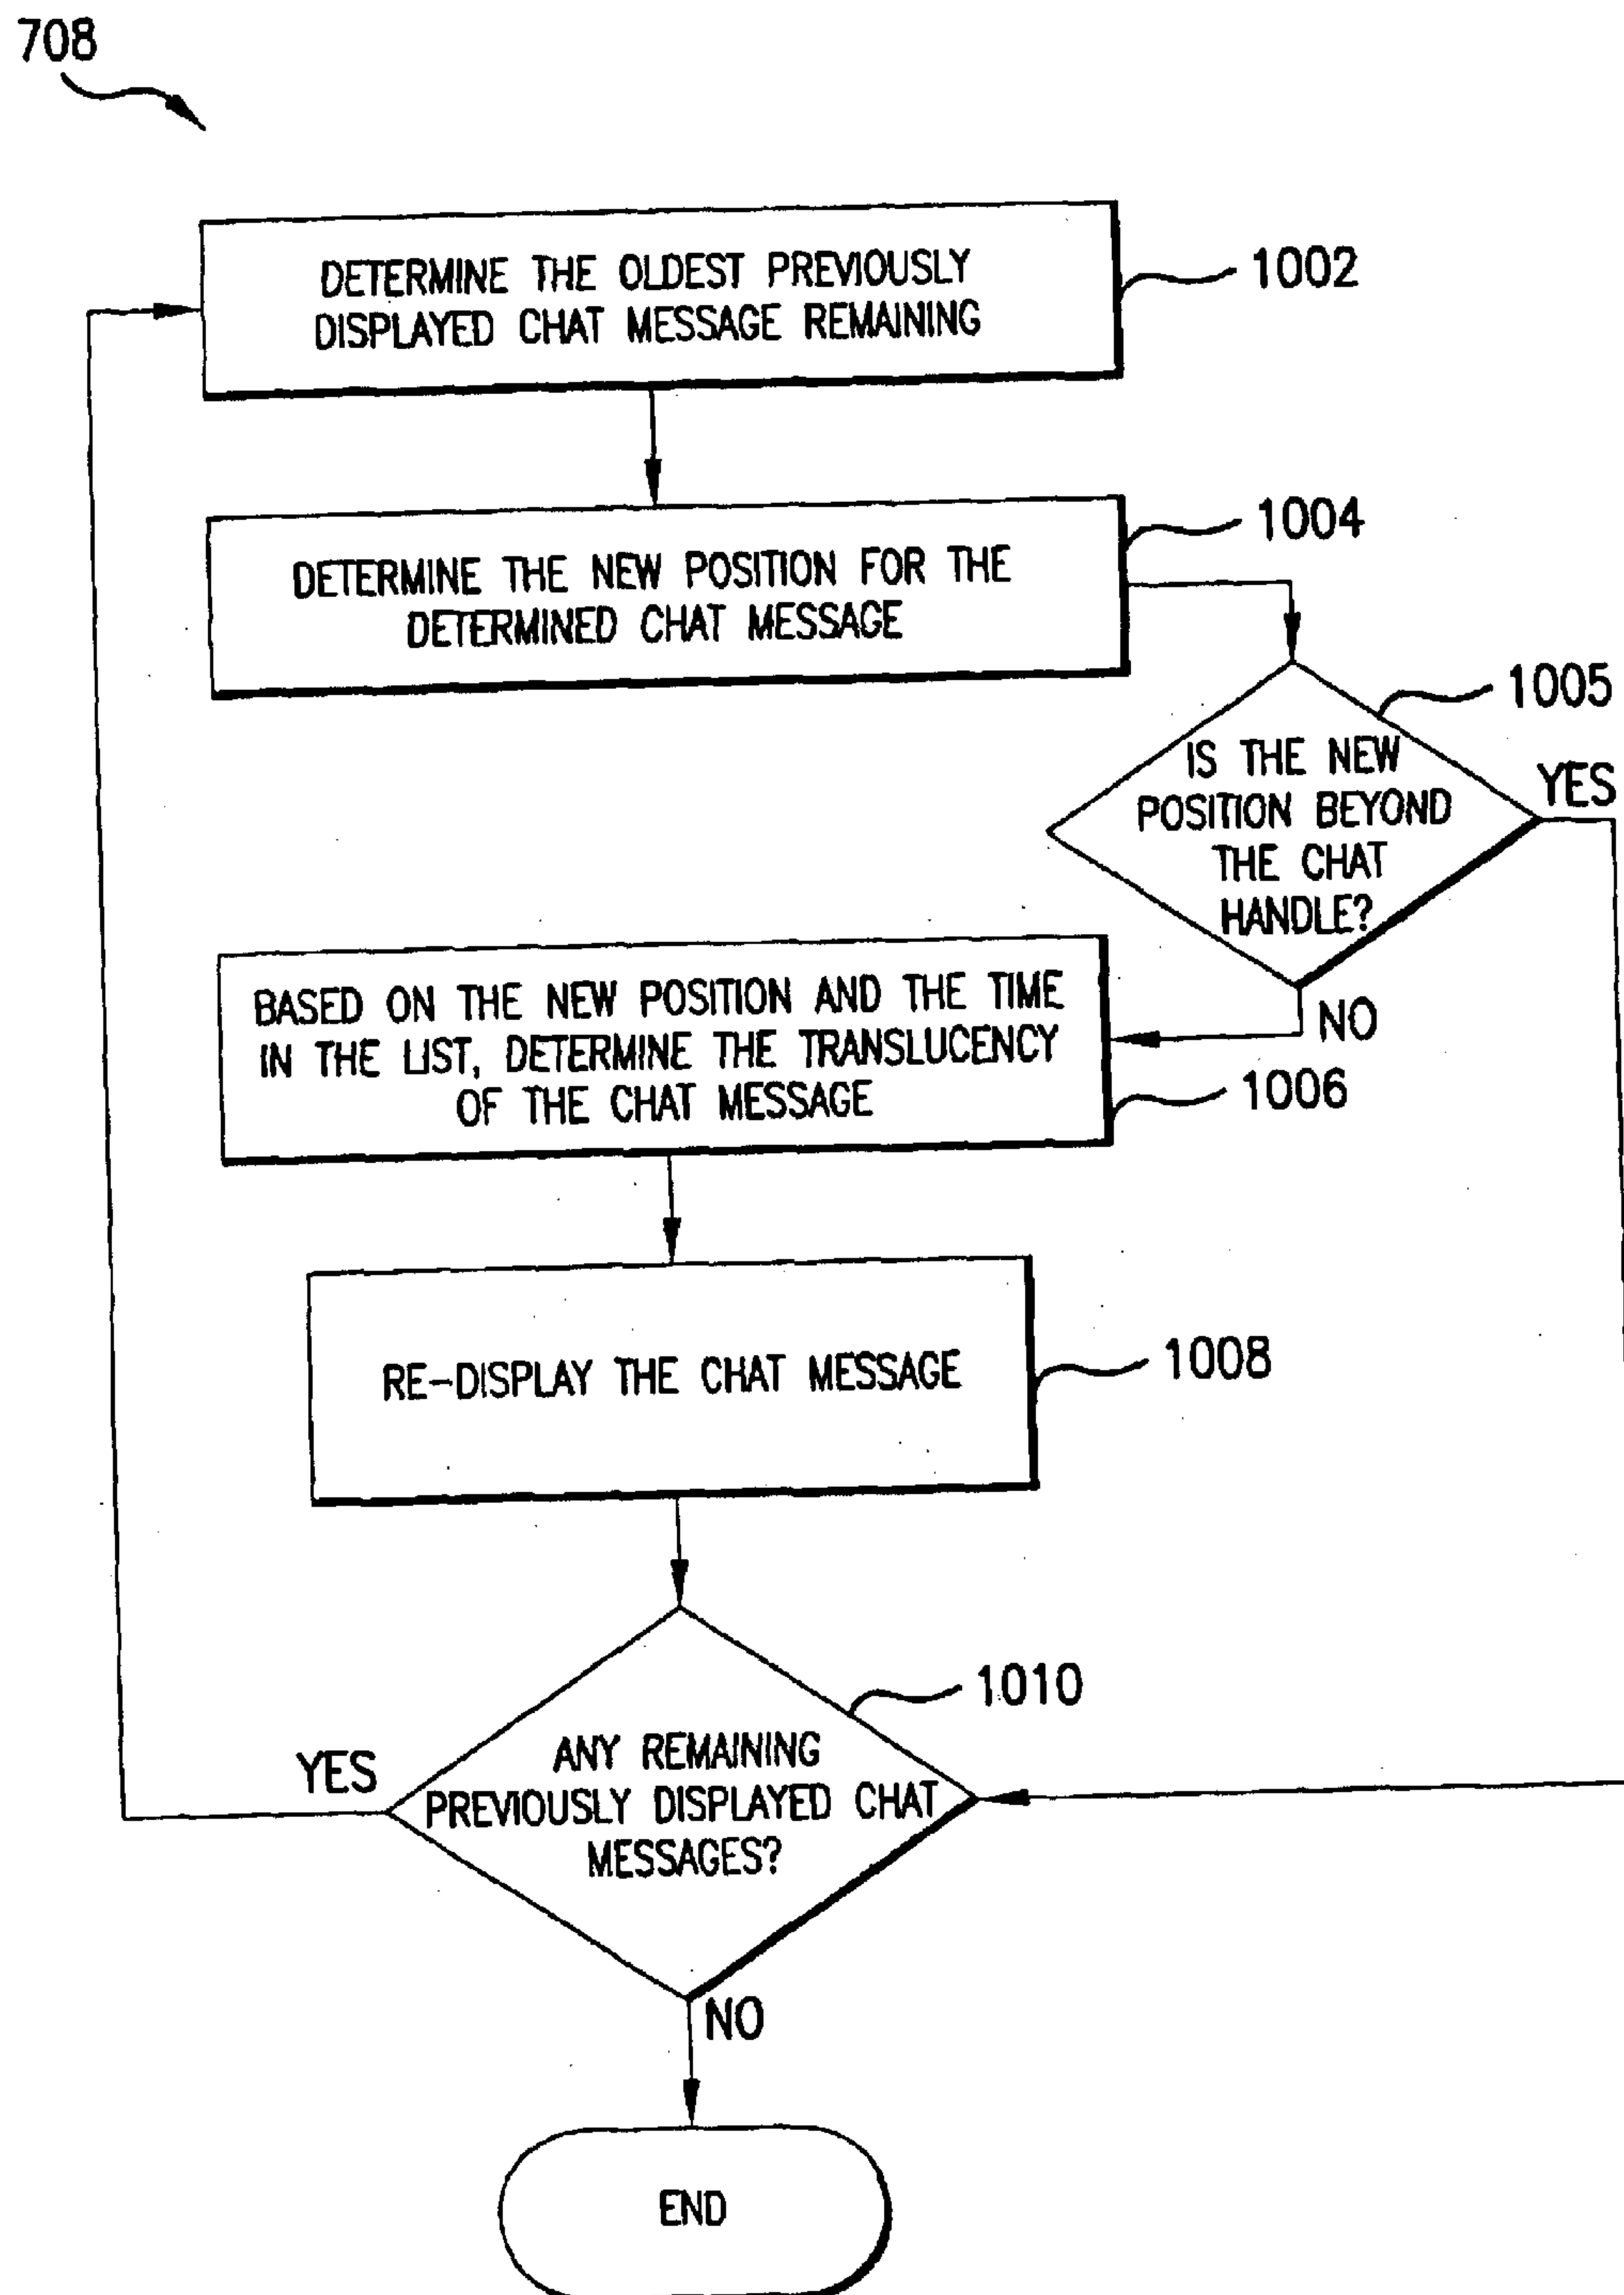 708
DETERMINE THE OLDEST PREVIOUSLY
DISPLAYED CHAT MESSAGE REMAINING
1002
DETERMINE THE NEW POSITION FOR THE
DETERMINED CHAT MESSAGE
1004
IS THE NEW
POSITION BEYOND
THE CHAT
HANDLE?
1005
YES
NO
BASED ON THE NEW POSITION AND THE TIME
IN THE LIST, DETERMINE THE TRANSLUCENCY
OF THE CHAT MESSAGE
1006
RE-DISPLAY THE CHAT MESSAGE
1008
ANY REMAINING
PREVIOUSLY DISPLAYED CHAT
MESSAGES?
1010
YES
NO
END